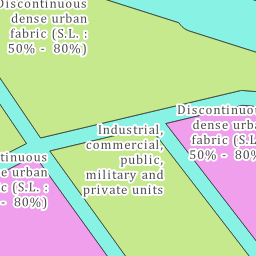 Discontinuous
dense urban
fabric (S.L. :
50% - 80%)
Discontinuou
dense urba
fabric (S.L. :
50% - 80%
Industrial,
commercial,
public,
military and
private units
tinuous
e urban
c (S.L. :
- 80%)